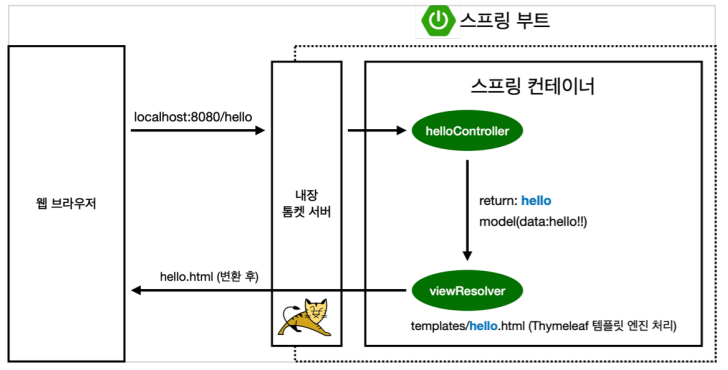 스프링 부트
스프링 컨테이너
localhost:8080/hello
helloController
웹 브라우저
내장
톰켓 서버
return: hello
model(data:hello!!)
hello.html (변환 후)
viewResolver
templates/hello.html (Thymeleaf 템플릿 엔진 처리)